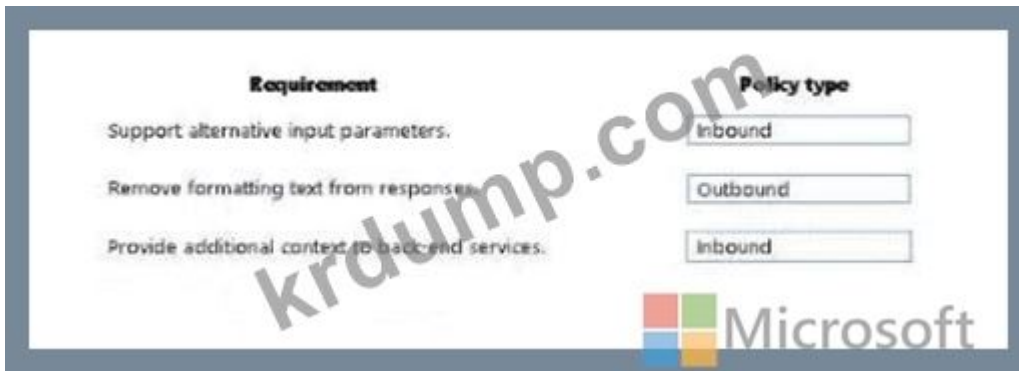 Requirement Policy type
Support alternative input parameters. Inbound
Remove formatting text from responses. Outbound
Provide additional context to back-end services. Inbound
krdump.com
Microsoft